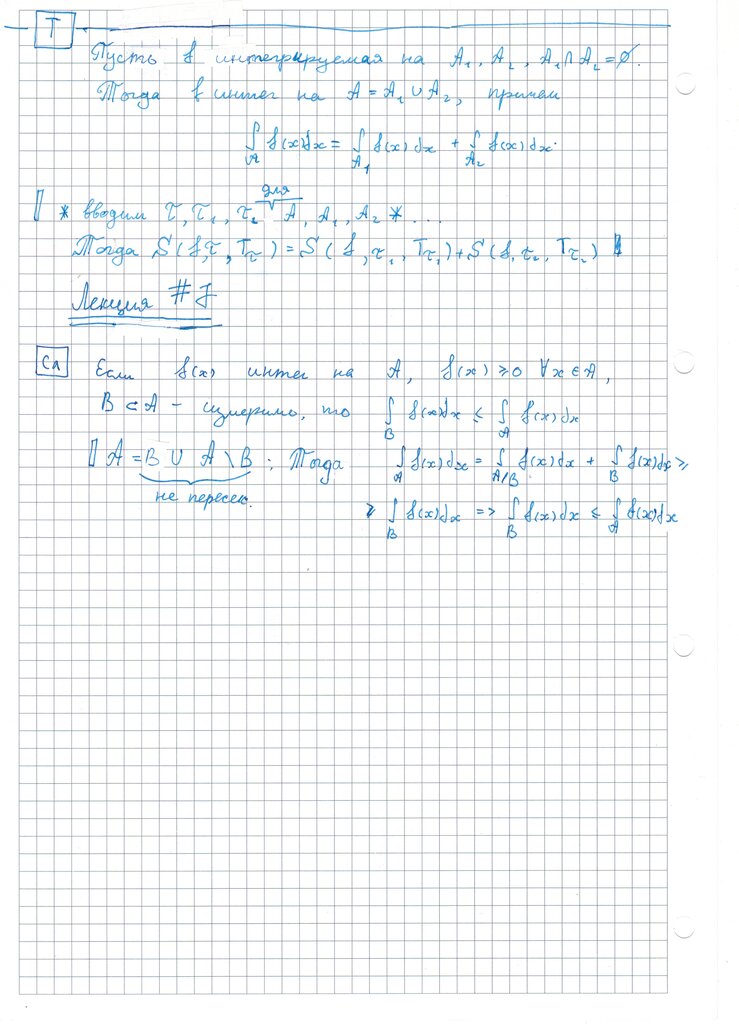 T
Пусть f интегрируемая на A₁, A₂, A₁∩A₂=∅.
Тогда f интег на A = A₁ ∪ A₂, причем
∫_A f(x)dx = ∫_{A₁} f(x)dx + ∫_{A₂} f(x)dx.
для
[] * вводим τ, τ₁, τ₂ A, A₁, A₂ * ...
Тогда S(f,τ,T_τ) = S(f,τ₁,T_{τ₁}) + S(f,τ₂,T_{τ₂}) []
Лекция #7
Сл Если f(x) интег на A, f(x) ≥ 0 ∀x∈A,
B ⊂ A – измеримо, то ∫_B f(x)dx ≤ ∫_A f(x)dx
[] A = B ∪ A \ B ; Тогда ∫_A f(x)dx = ∫_{A/B} f(x)dx + ∫_B f(x)dx ≥
не пересек.
≥ ∫_B f(x)dx => ∫_B f(x)dx ≤ ∫_A f(x)dx